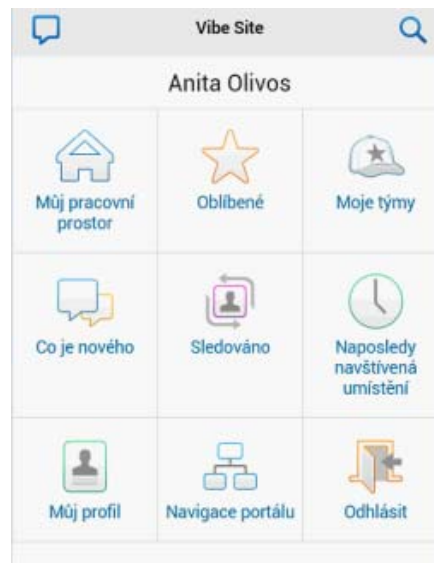 Vibe Site
Anita Olivos
Můj pracovní
prostor
Oblíbené
Moje týmy
Co je nového
Sledováno
Naposledy
navštívená
umístění
Můj profil
Navigace portálu
Odhlásit